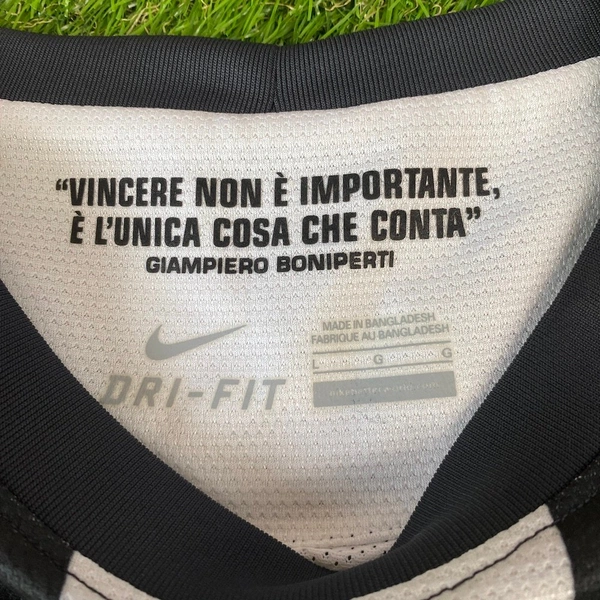 “VINCERE NON È IMPORTANTE,
È L'UNICA COSA CHE CONTA”
GIAMPIERO BONIPERTI
DRI-FIT
MADE IN BANGLADESH
FABRIQUE AU BANGLADESH
L G G